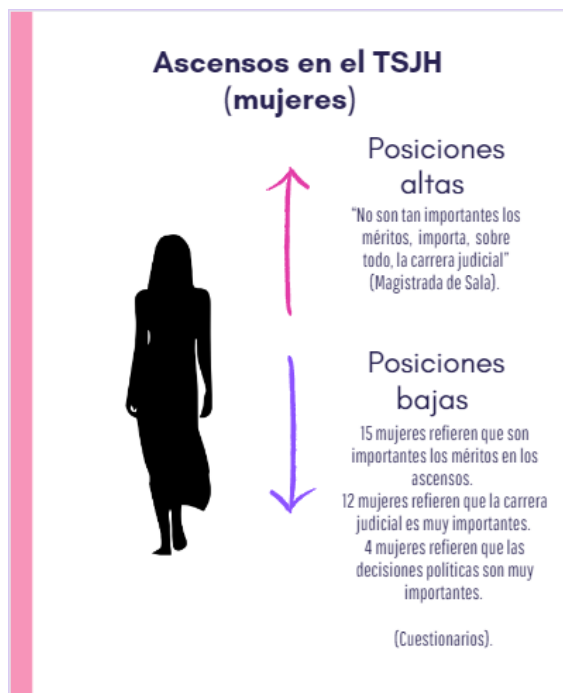 Ascensos en el TSJH
(mujeres)
Posiciones
altas
"No son tan importantes los
méritos, importa, sobre
todo, la carrera judicial"
(Magistrada de Sala).
Posiciones
bajas
15 mujeres refieren que son
importantes los méritos en los
ascensos.
12 mujeres refieren que la carrera
judicial es muy importantes.
4 mujeres refieren que las
decisiones políticas son muy
importantes.
(Cuestionarios).